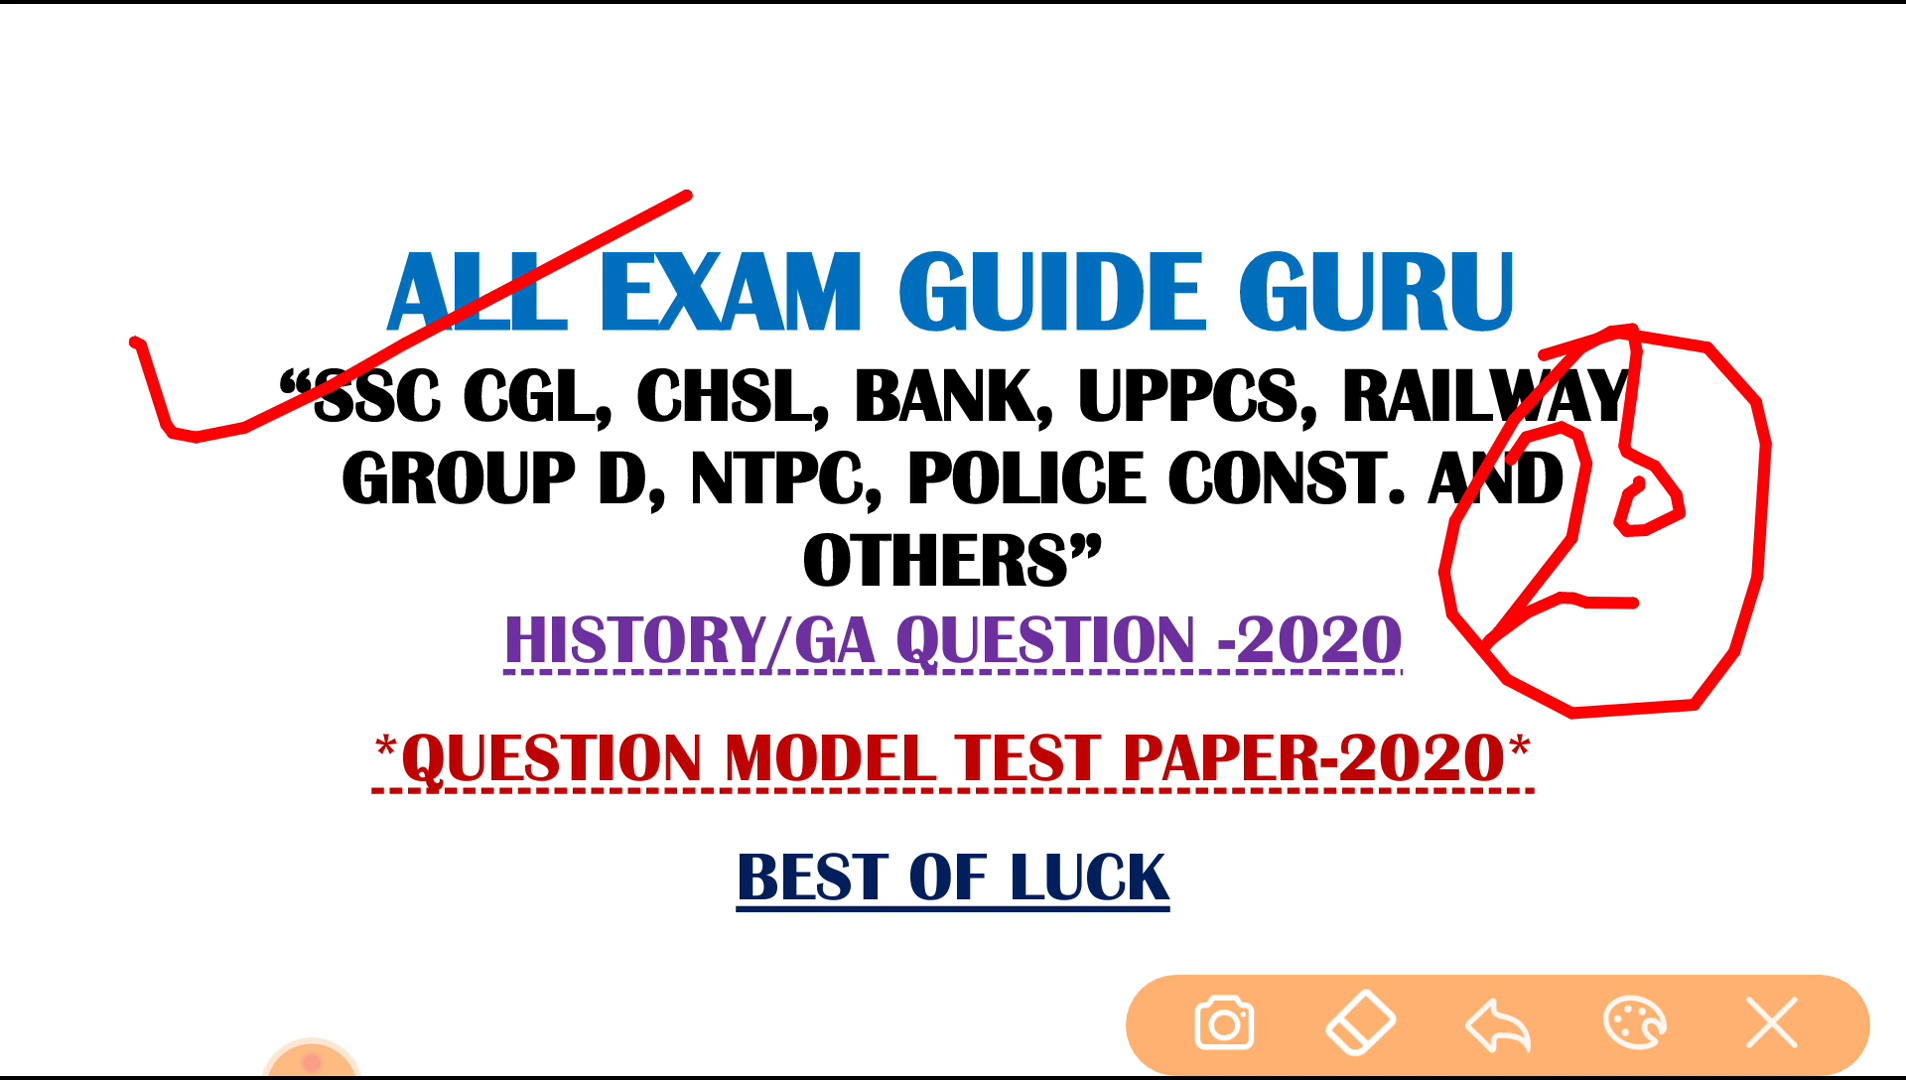 ALL EXAM GUIDE GURU
“SSC CGL, CHSL, BANK, UPPCS, RAILWAY
GROUP D, NTPC, POLICE CONST. AND
OTHERS”
HISTORY/GA QUESTION -2020
*QUESTION MODEL TEST PAPER-2020*
BEST OF LUCK